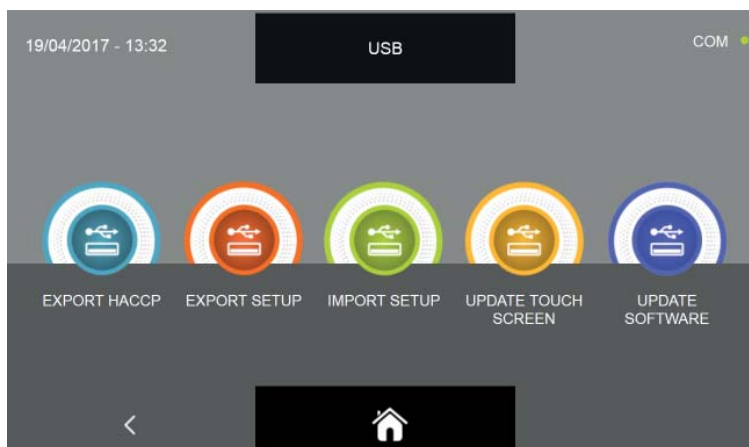 19/04/2017 - 13:32
USB
COM
EXPORT HACCP
EXPORT SETUP
IMPORT SETUP
UPDATE TOUCH
SCREEN
UPDATE
SOFTWARE